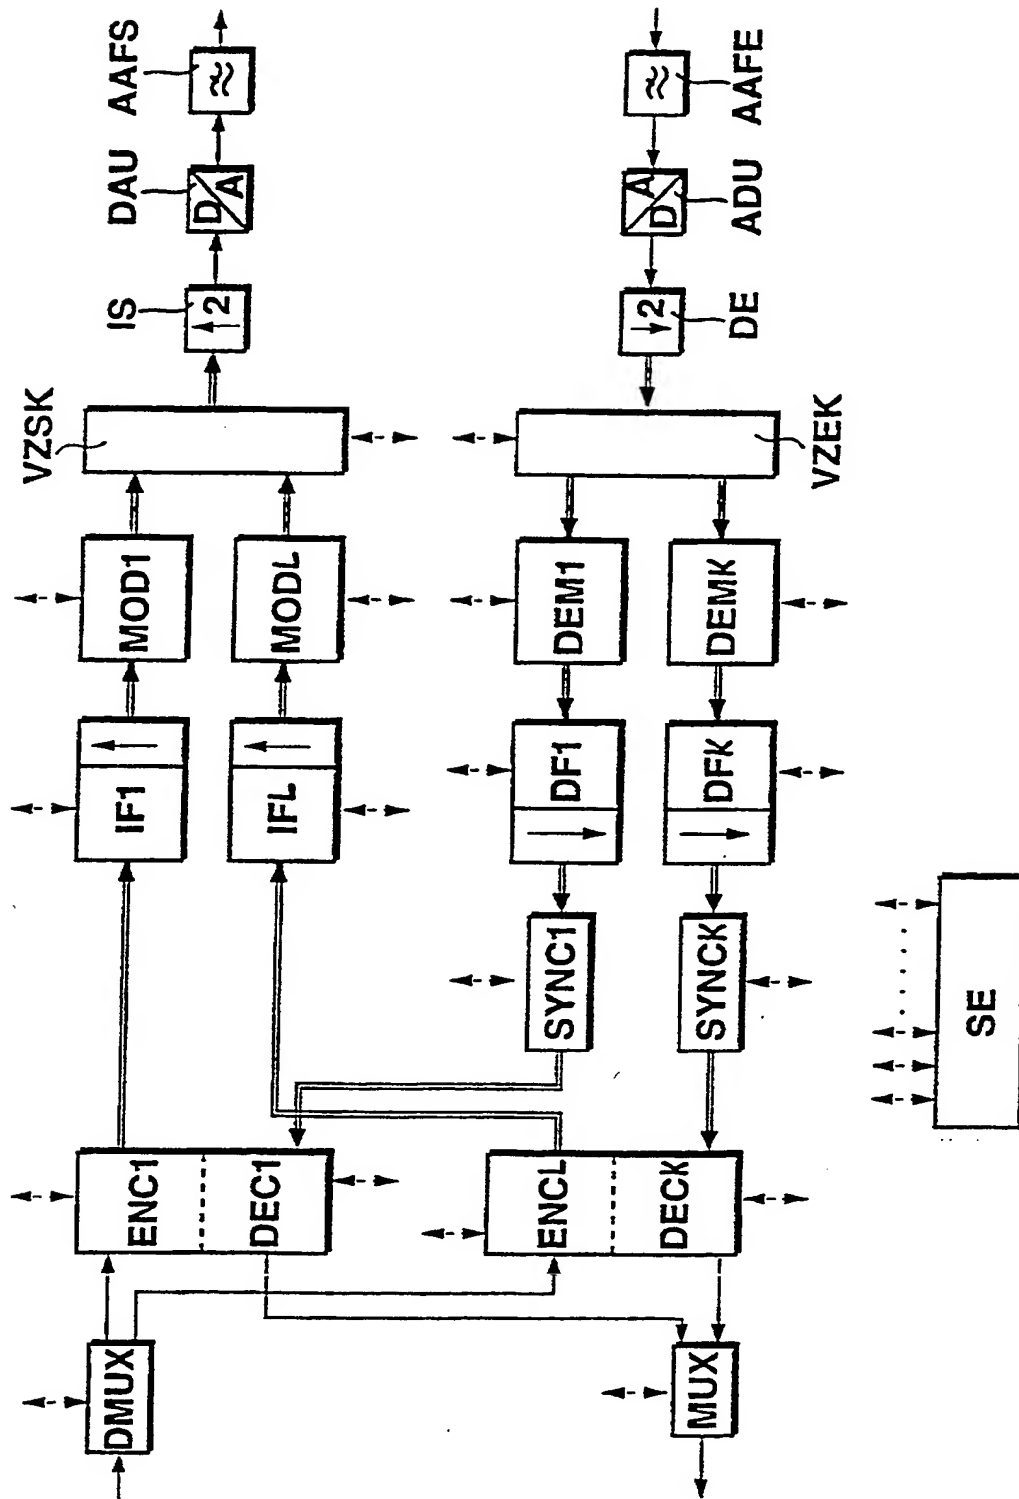 VZSK
DMUX
ENC1
IF1
MOD1
IS
DAU
AAFS
2
D
A
DEC1
IFL
MODL
ENCL
SYNC1
DF1
DEM1
2
A
D
MUX
DECK
SYNCK
DFK
DEMK
DE
ADU
AAFE
VZEK
SE